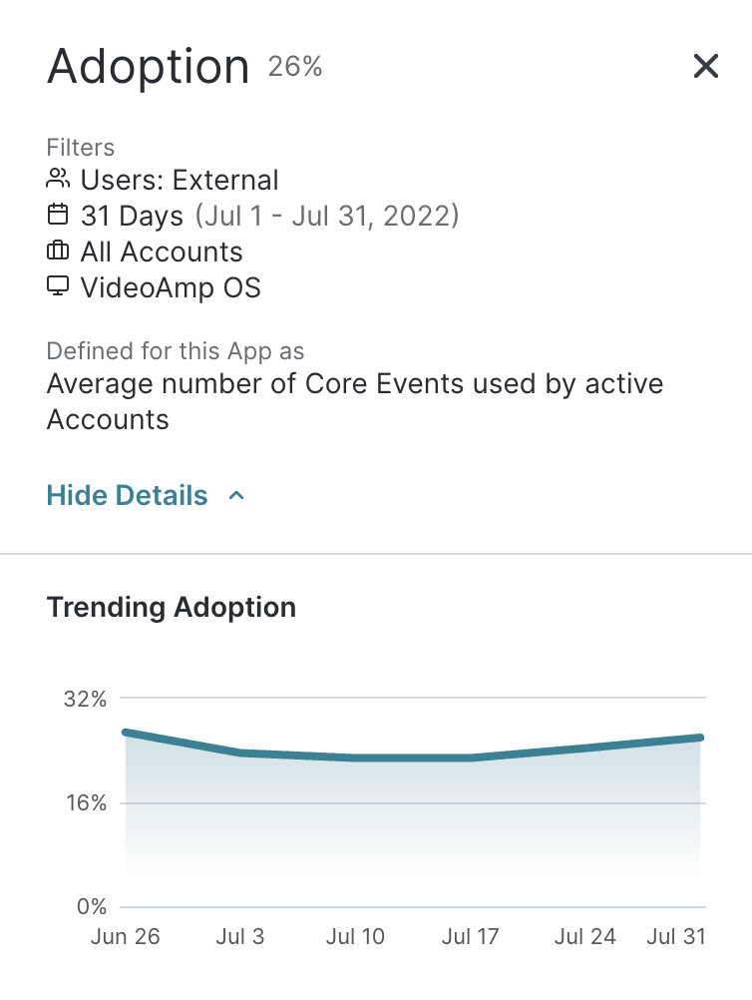 Adoption 26%
Filters
Users: External
31 Days (Jul 1 - Jul 31, 2022)
All Accounts
VideoAmp OS
Defined for this App as
Average number of Core Events used by active
Accounts
Hide Details
Trending Adoption
32%
16%
0%
Jun 26 Jul 3 Jul 10 Jul 17 Jul 24 Jul 31